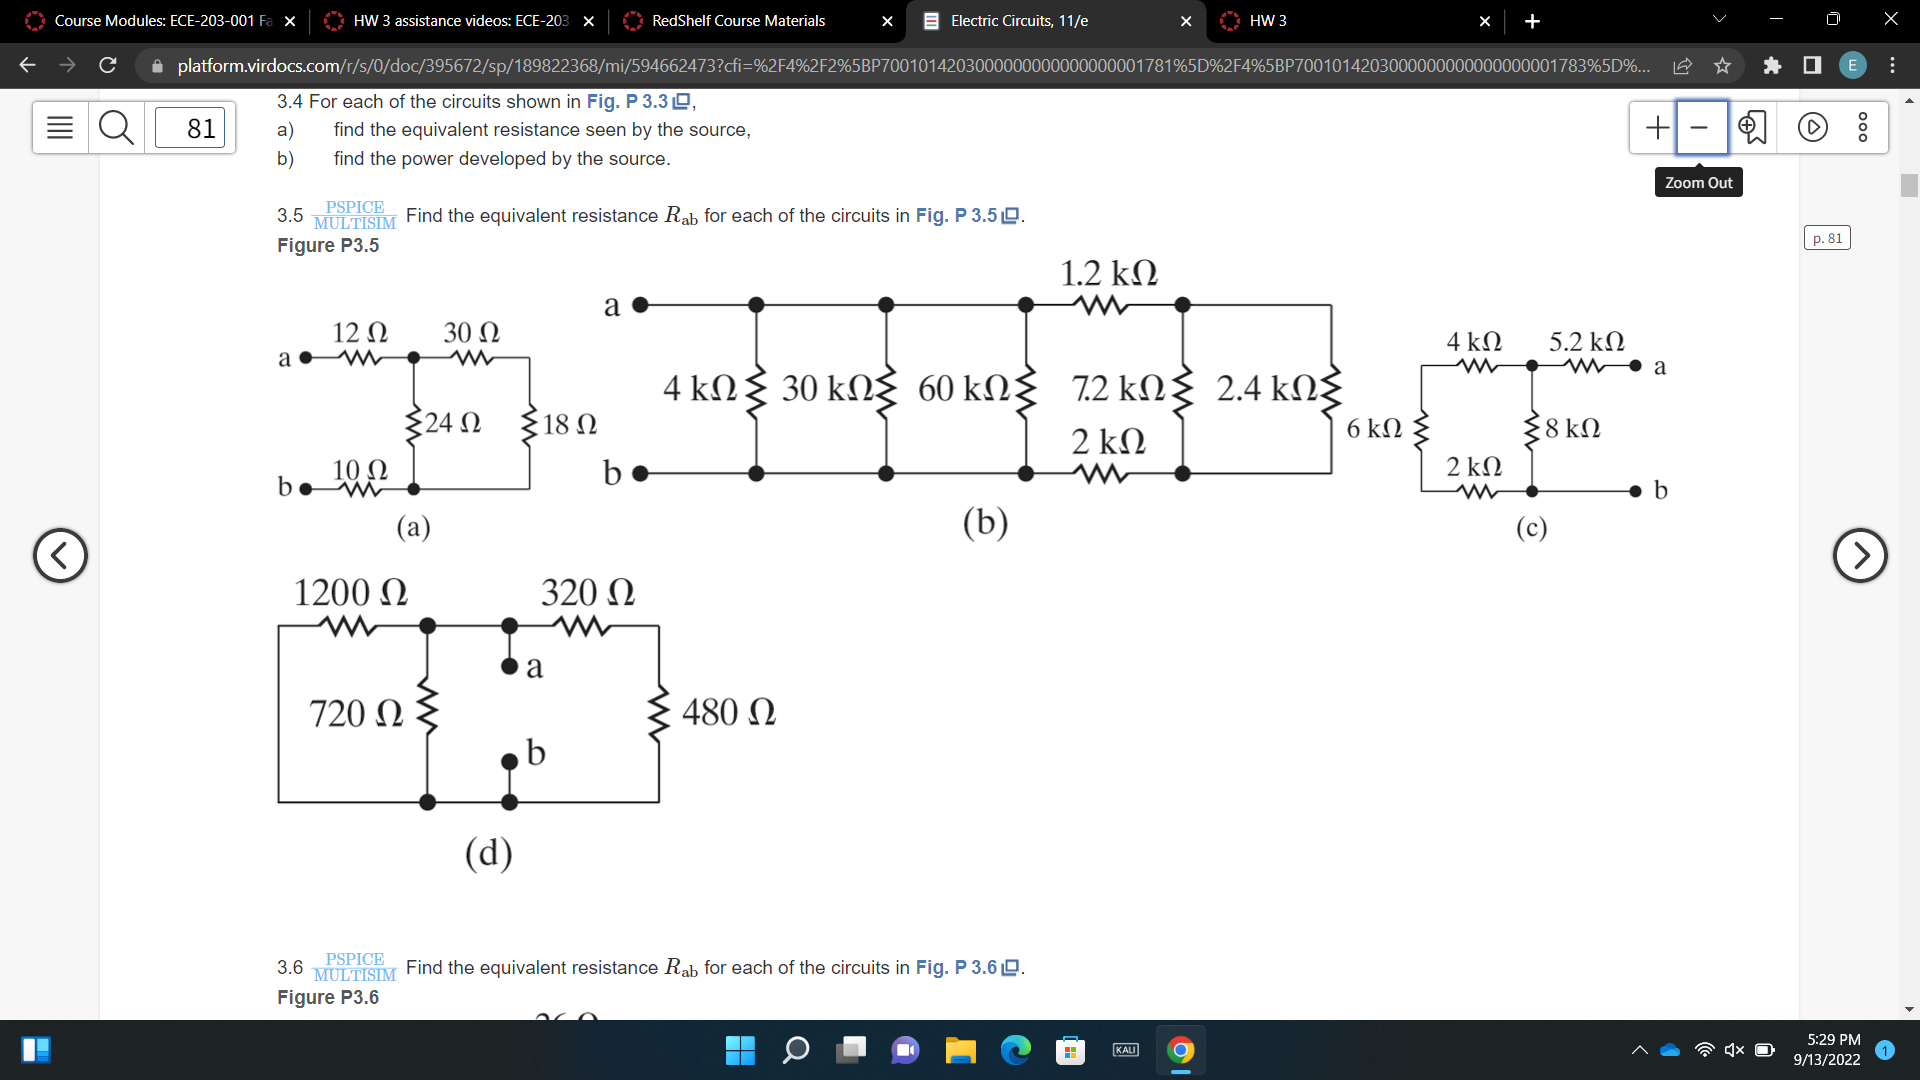 Course Modules: ECE-203-001 Fa
HW 3 assistance videos: ECE-203
RedShelf Course Materials
Electric Circuits, 11/e
HW 3
platform.virdocs.com/r/s/0/doc/395672/sp/189822368/mi/594662473?cfi=%2F4%2F2%5BP70010142030000000000000000001781%5D%2F4%5BP70010142030000000000000000001783%5D%...
E
81
Zoom Out
p. 81
3.4 For each of the circuits shown in Fig. P 3.3,
a) find the equivalent resistance seen by the source,
b) find the power developed by the source.
3.5 PSPICE MULTISIM Find the equivalent resistance Rab for each of the circuits in Fig. P 3.5.
Figure P3.5
12 Ω 30 Ω
a
24 Ω 18 Ω
10 Ω
b
(a)
1.2 kΩ
a
4 kΩ 30 kΩ 60 kΩ 7.2 kΩ 2.4 kΩ
2 kΩ
b
(b)
4 kΩ 5.2 kΩ
a
6 kΩ 8 kΩ
2 kΩ
b
(c)
1200 Ω 320 Ω
a
720 Ω 480 Ω
b
(d)
3.6 PSPICE MULTISIM Find the equivalent resistance Rab for each of the circuits in Fig. P 3.6.
Figure P3.6
KALI
5:29 PM
9/13/2022
1